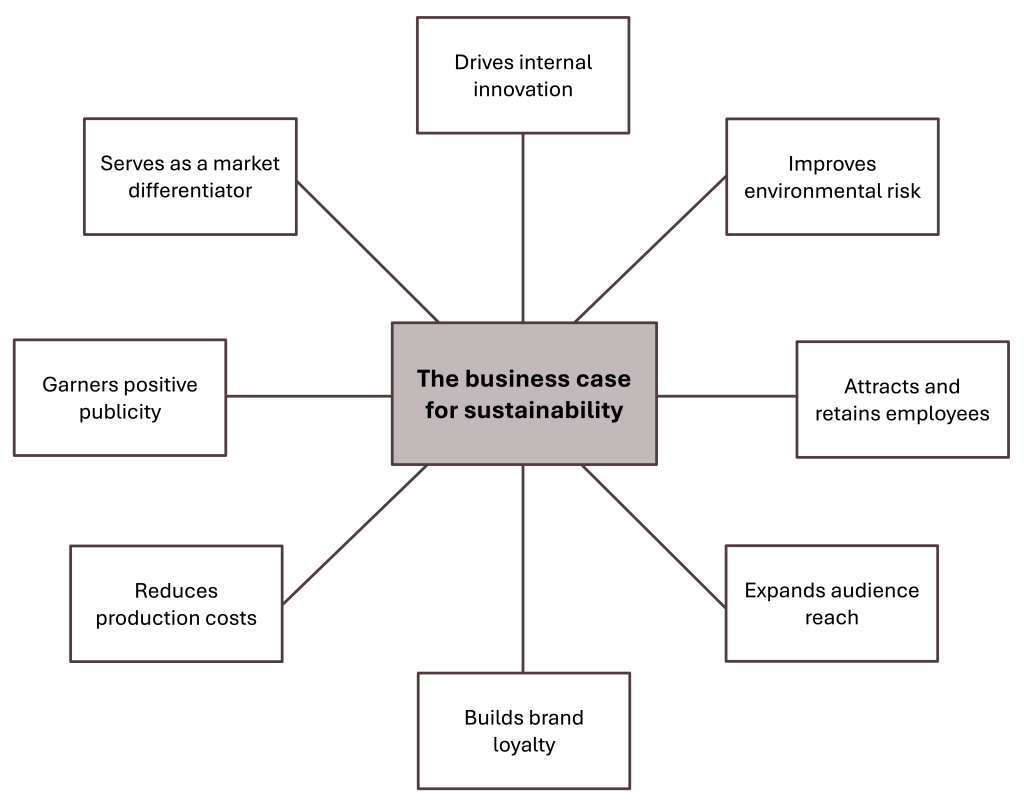 Drives internal
innovation
Serves as a market
differentiator
Improves
environmental risk
Garners positive
publicity
The business case
for sustainability
Attracts and
retains employees
Reduces
production costs
Expands audience
reach
Builds brand
loyalty